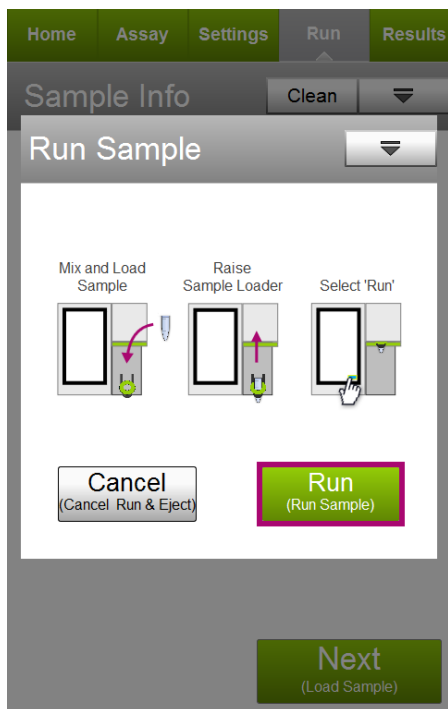 Home Assay Settings Run Results
Sample Info Clean
Run Sample
Mix and Load
Sample
Raise
Sample Loader
Select 'Run'
Cancel
(Cancel Run & Eject)
Run
(Run Sample)
Next
(Load Sample)